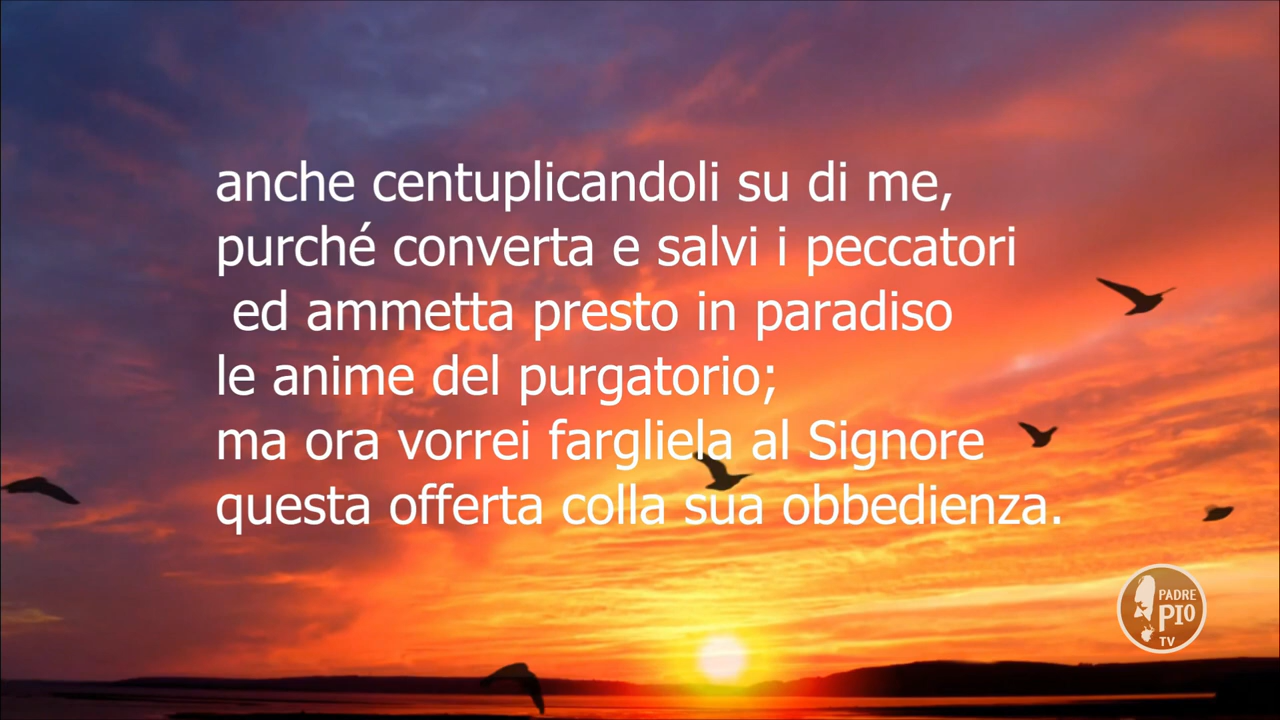 anche centuplicandoli su di me,
purché converta e salvi i peccatori
ed ammetta presto in paradiso
le anime del purgatorio;
ma ora vorrei fargliela al Signore
questa offerta colla sua obbedienza.
PADRE
PIO
TV